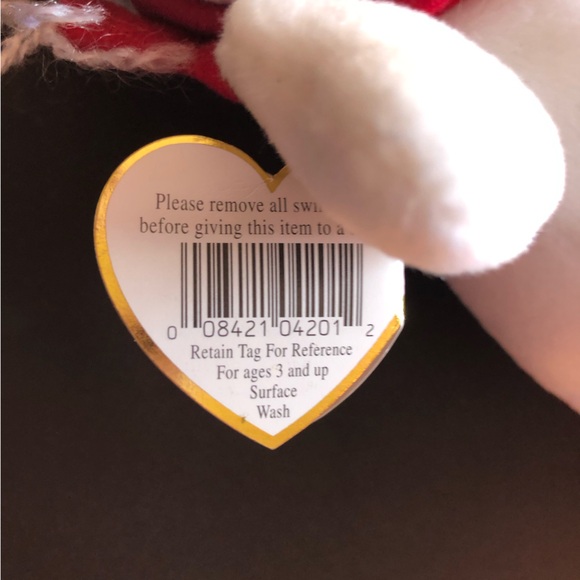 Please remove all
before giving this item to a
0 08421 04201 2
Retain Tag For Reference
For ages 3 and up
Surface
Wash